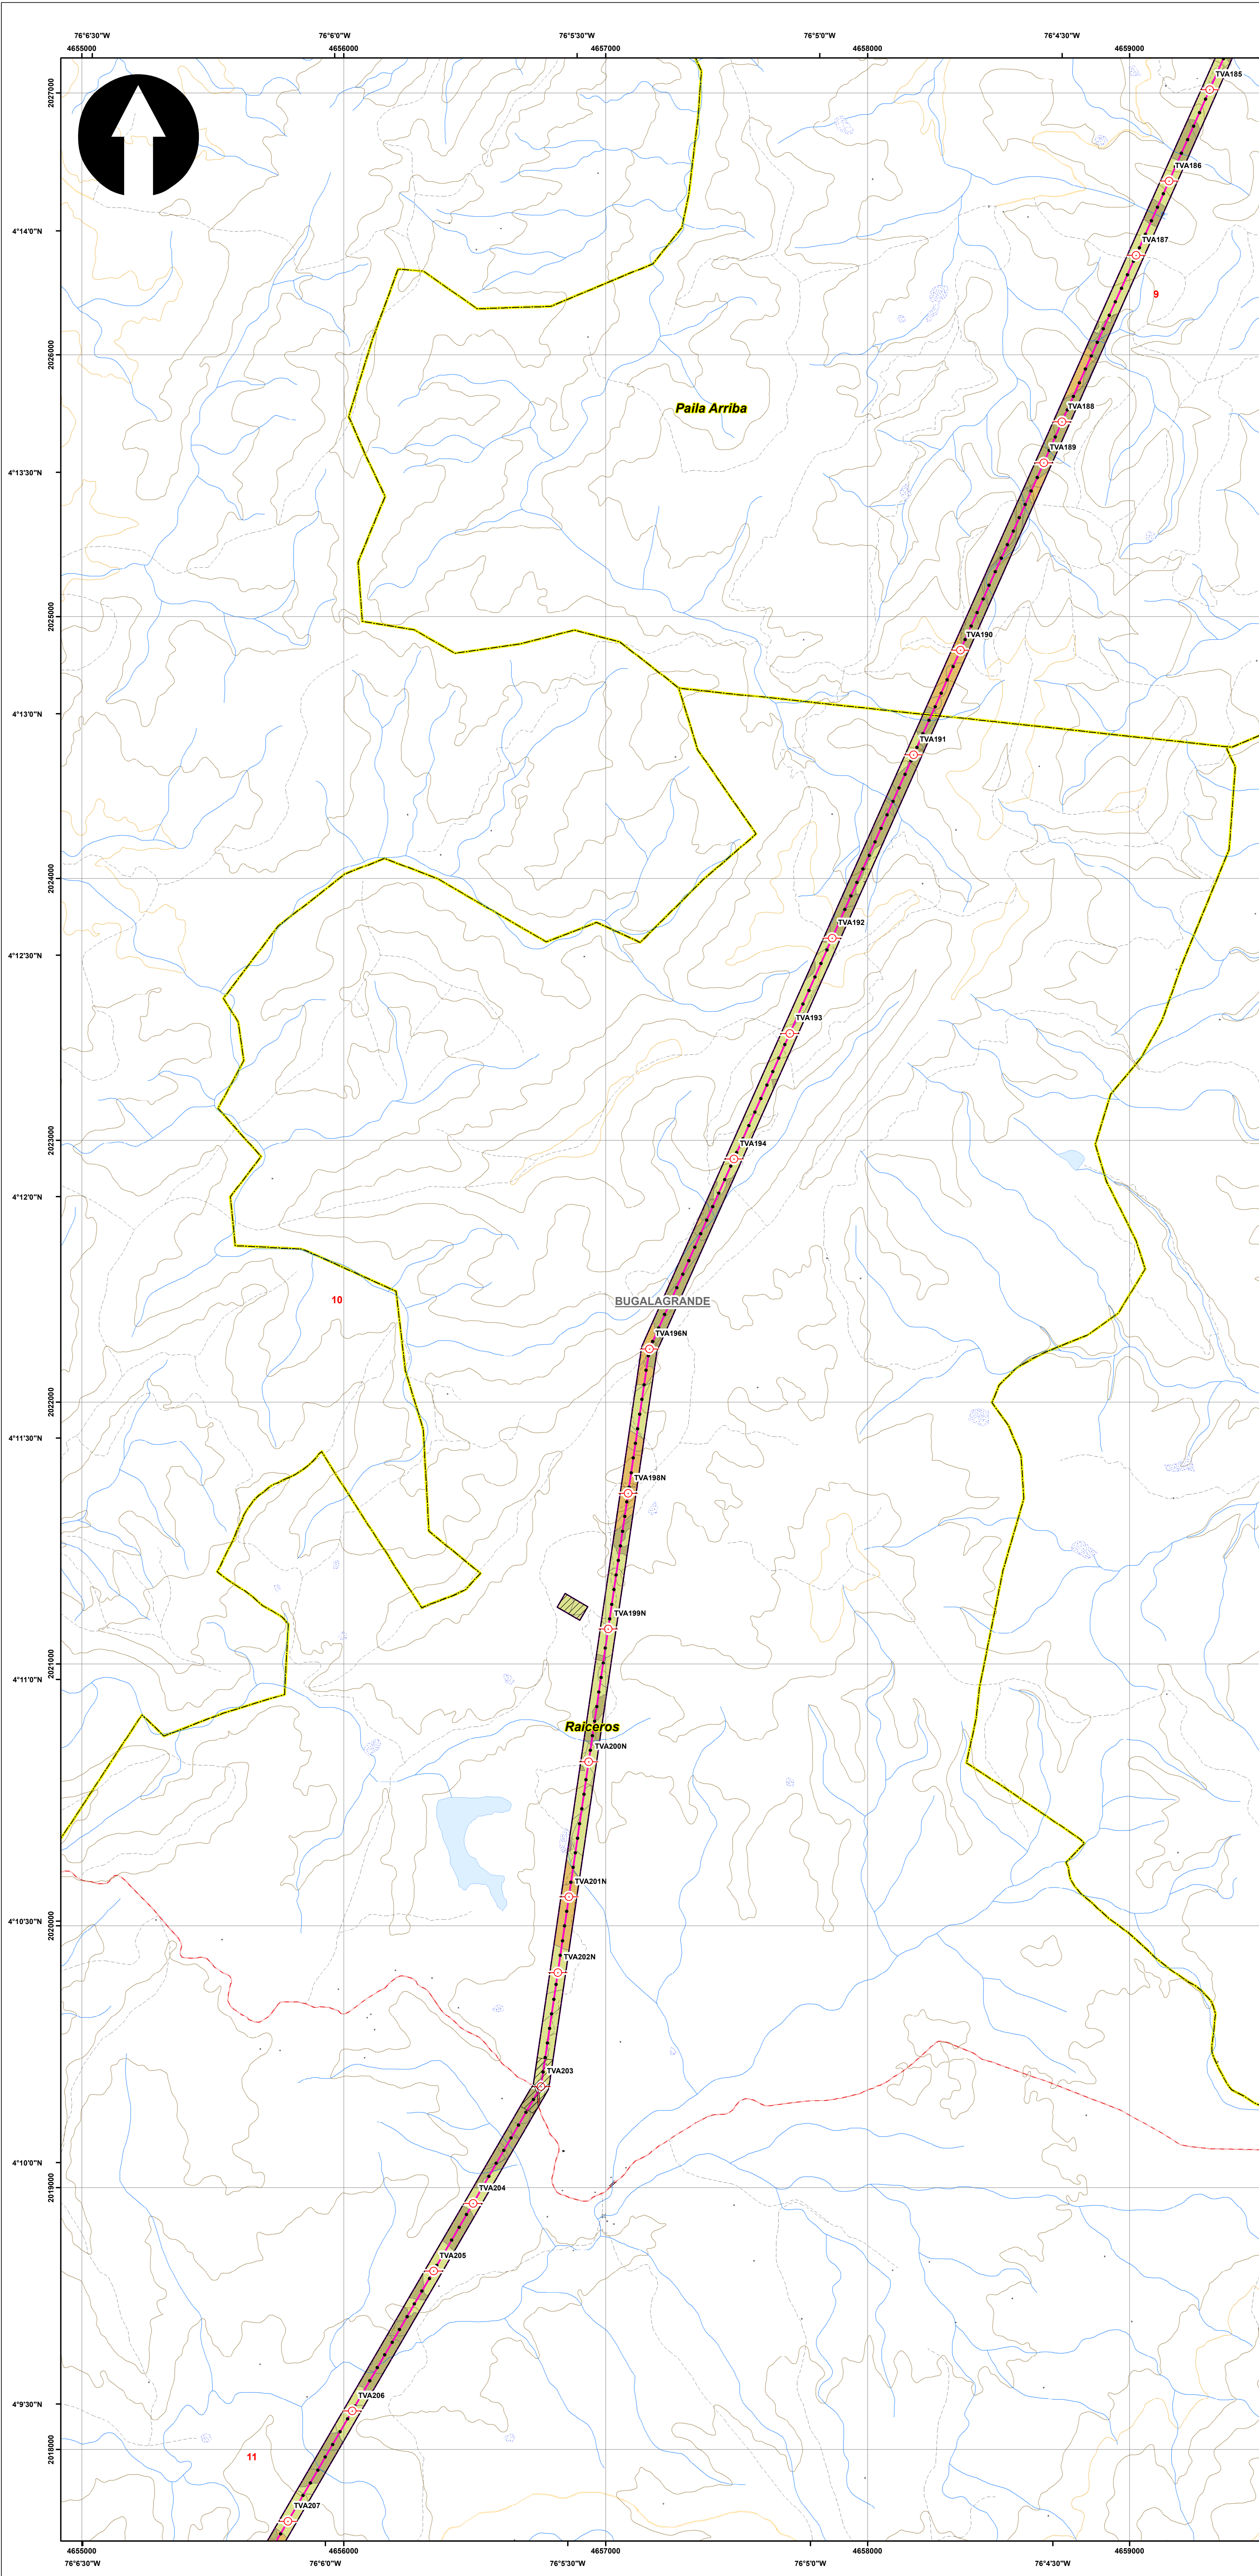 76°6'30"W 76°6'0"W 76°5'30"W 76°5'0"W 76°4'30"W
4655000 4656000 4657000 4658000 4659000
TVA185
2027000
TVA186
4°14'0"N
TVA187
9
2026000
Paila Arriba
TVA188
TVA189
4°13'30"N
2025000
TVA190
4°13'0"N
TVA191
2024000
TVA192
4°12'30"N
TVA193
2023000
TVA194
4°12'0"N
10
BUGALAGRANDE
TVA196N
2022000
4°11'30"N
TVA198N
TVA199N
2021000
4°11'0"N
Raiceros
TVA200N
TVA201N
4°10'30"N
2020000
TVA202N
TVA203
4°10'0"N
2019000
TVA204
TVA205
4°9'30"N
TVA206
2018000
11
TVA207
4655000 4656000 4657000 4658000 4659000
76°6'30"W 76°6'0"W 76°5'30"W 76°5'0"W 76°4'30"W